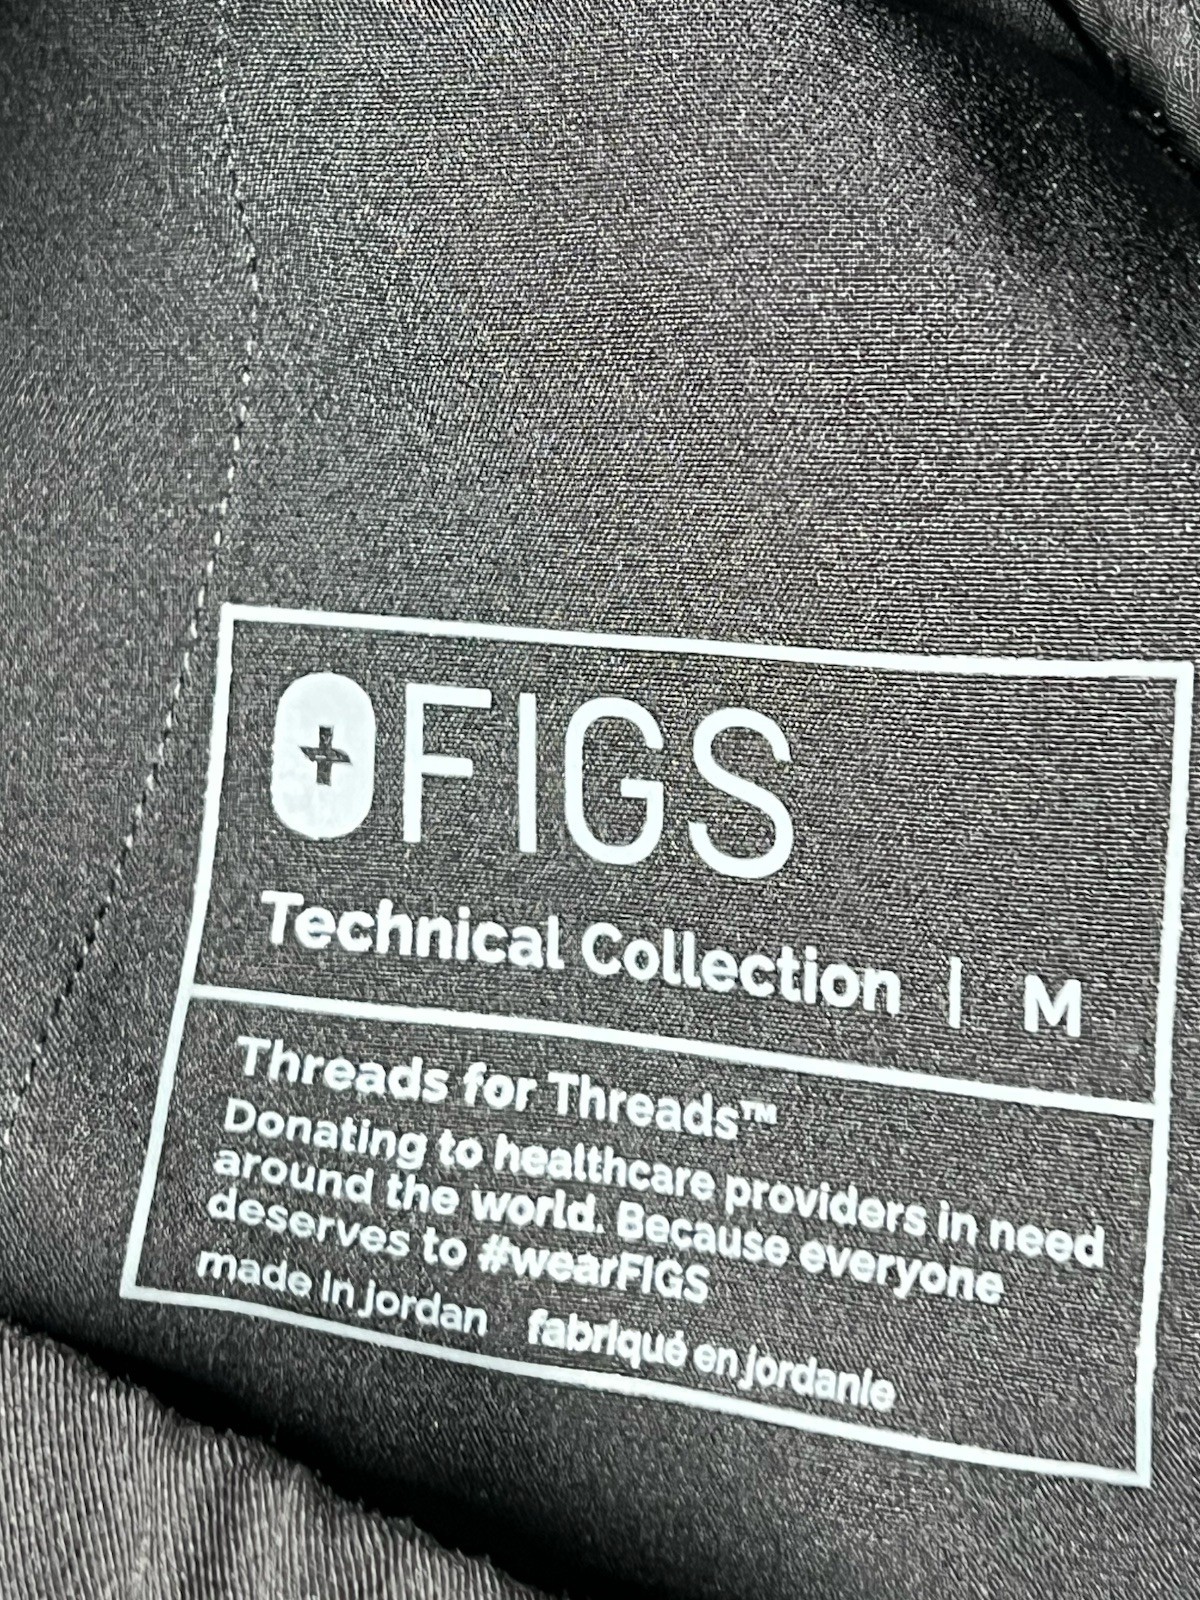 FIGS
Technical Collection | M
Threads for Threads™
Donating to healthcare providers in need
around the world. Because everyone
deserves to #wearFIGS
made in jordan fabriqué en jordanie